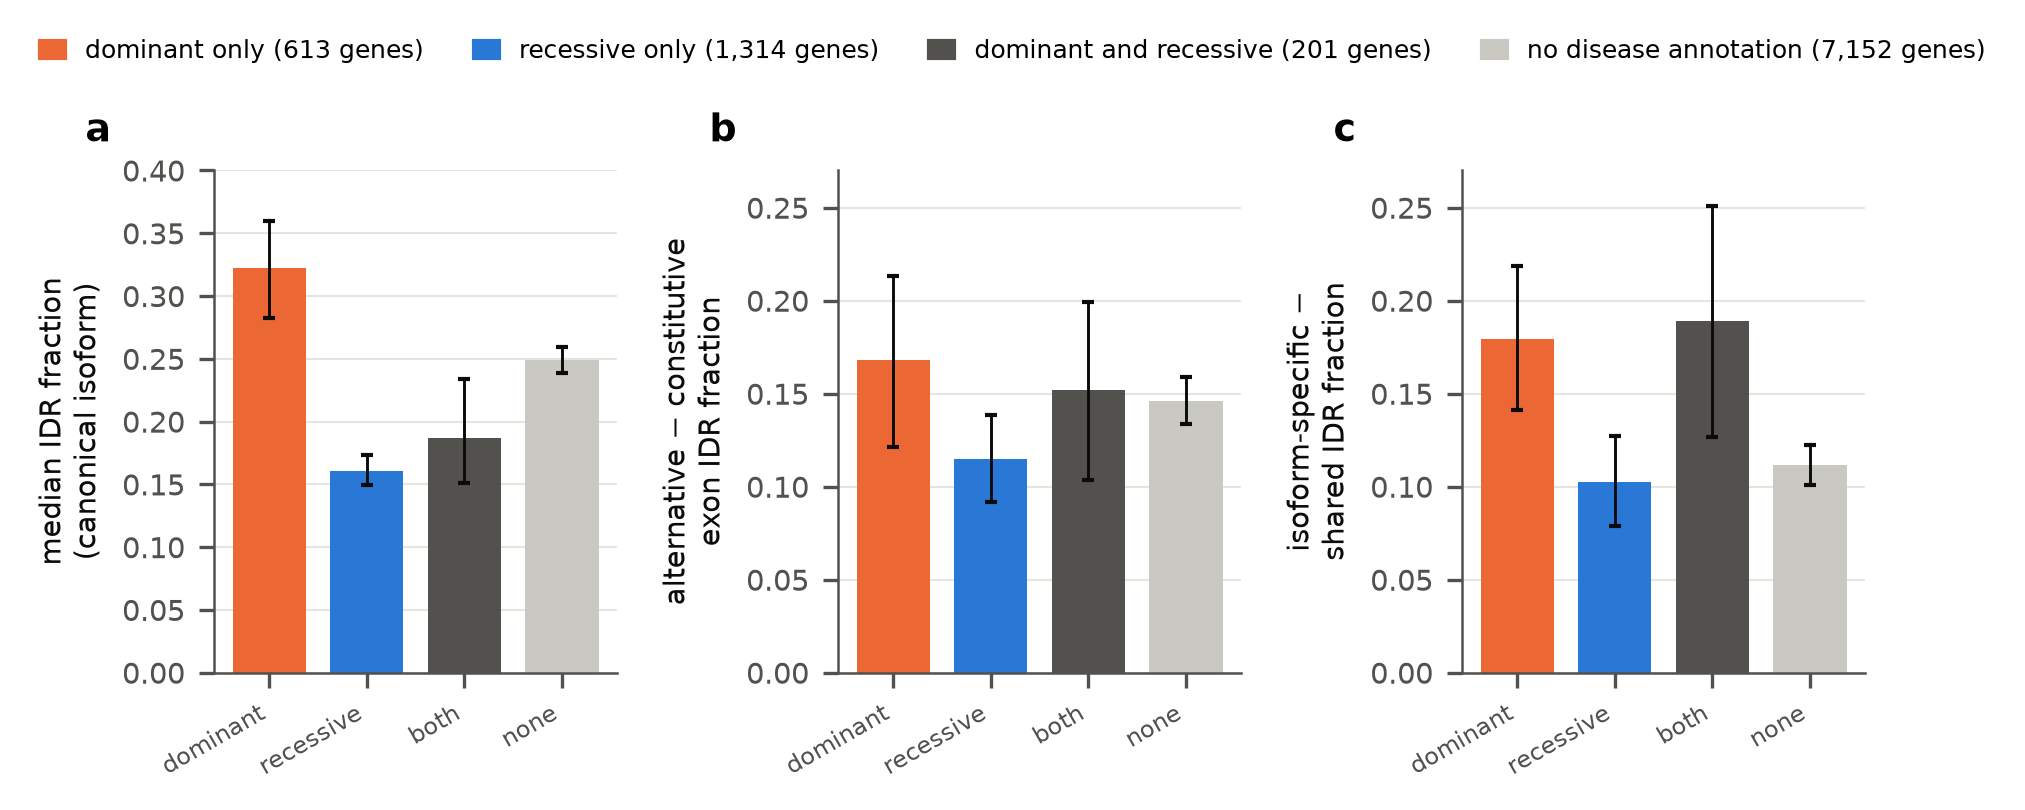 dominant only (613 genes)
recessive only (1,314 genes)
dominant and recessive (201 genes)
no disease annotation (7,152 genes)
a
median IDR fraction
(canonical isoform)
0.40
0.35
0.30
0.25
0.20
0.15
0.10
0.05
0.00
dominant
recessive
both
none
b
alternative − constitutive
exon IDR fraction
0.25
0.20
0.15
0.10
0.05
0.00
dominant
recessive
both
none
c
isoform-specific −
shared IDR fraction
0.25
0.20
0.15
0.10
0.05
0.00
dominant
recessive
both
none